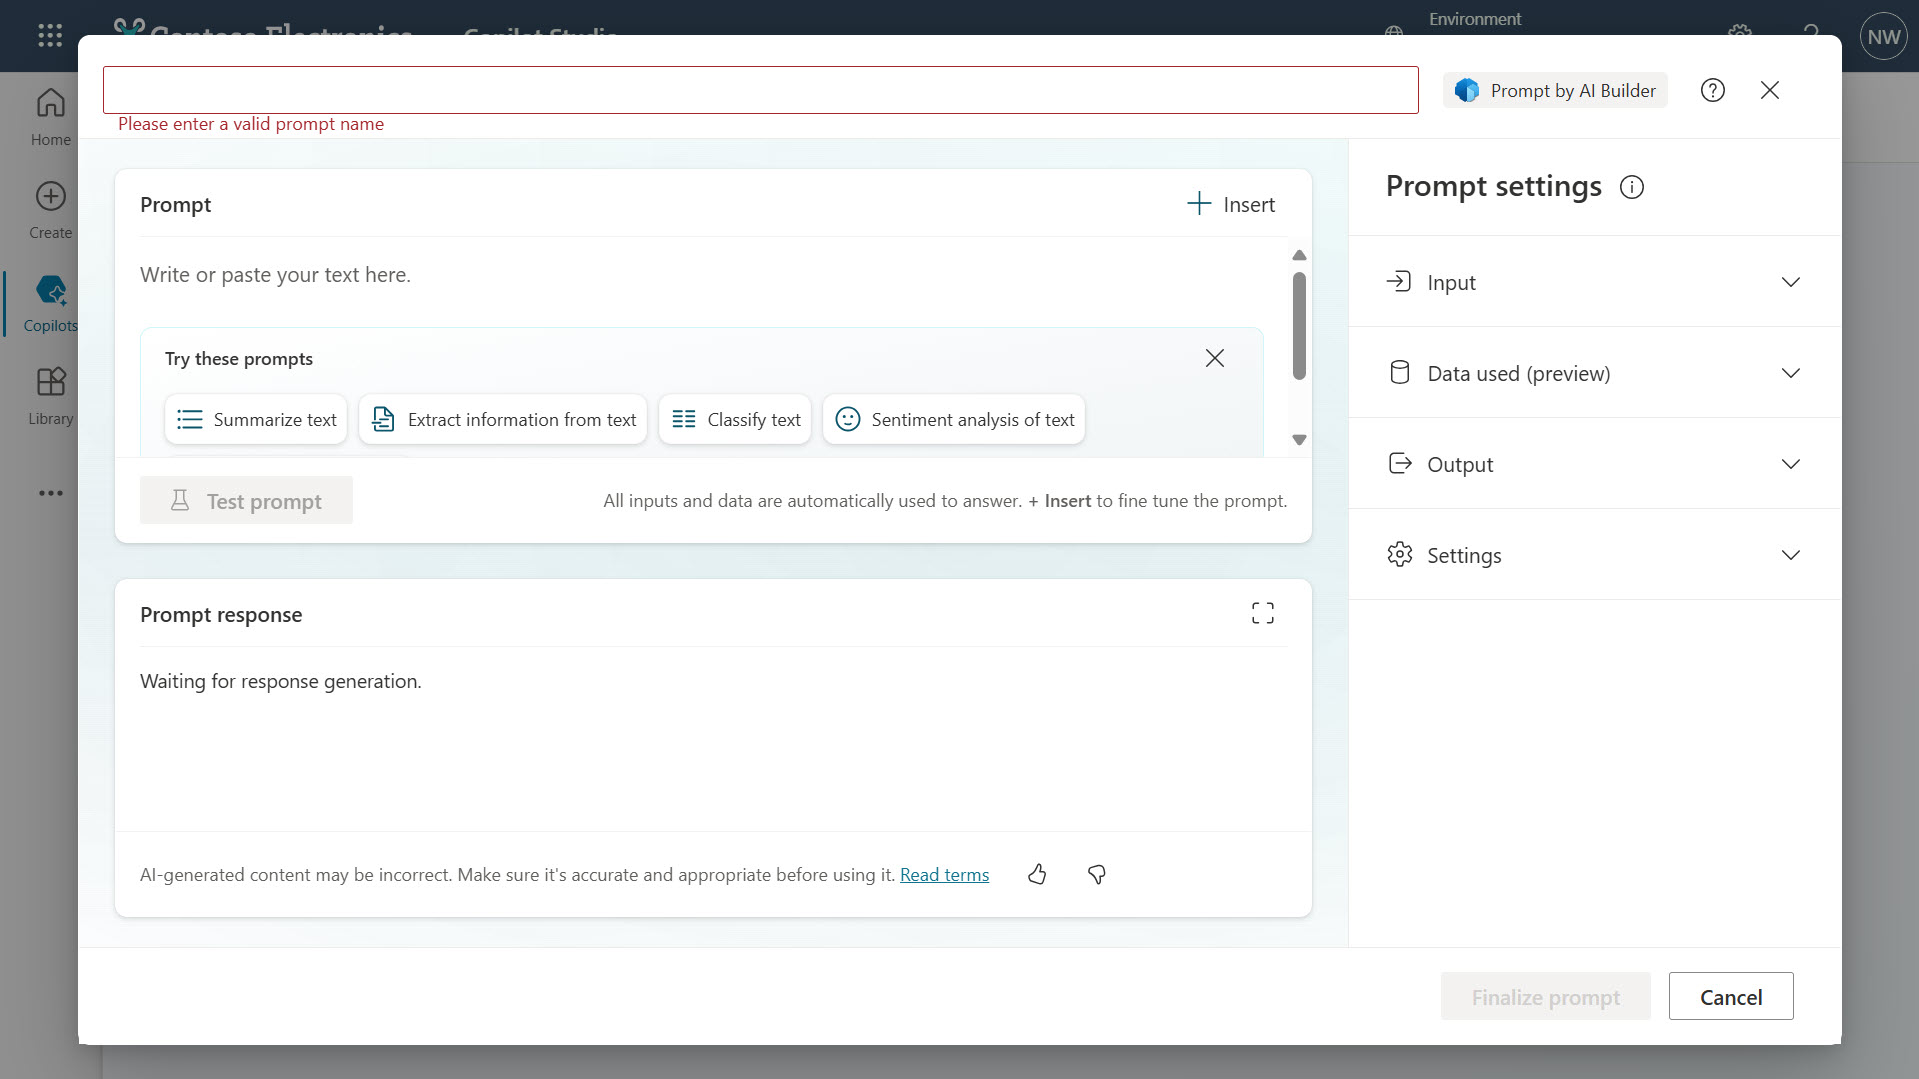 Contoso Electronics
Copilot Studio
Environment
NW
Prompt by AI Builder
Please enter a valid prompt name
Home
Create
Copilots
Library
Prompt
Insert
Write or paste your text here.
Try these prompts
Summarize text
Extract information from text
Classify text
Sentiment analysis of text
Test prompt
All inputs and data are automatically used to answer. + Insert to fine tune the prompt.
Prompt response
Waiting for response generation.
AI-generated content may be incorrect. Make sure it's accurate and appropriate before using it. Read terms
Prompt settings
Input
Data used (preview)
Output
Settings
Finalize prompt
Cancel